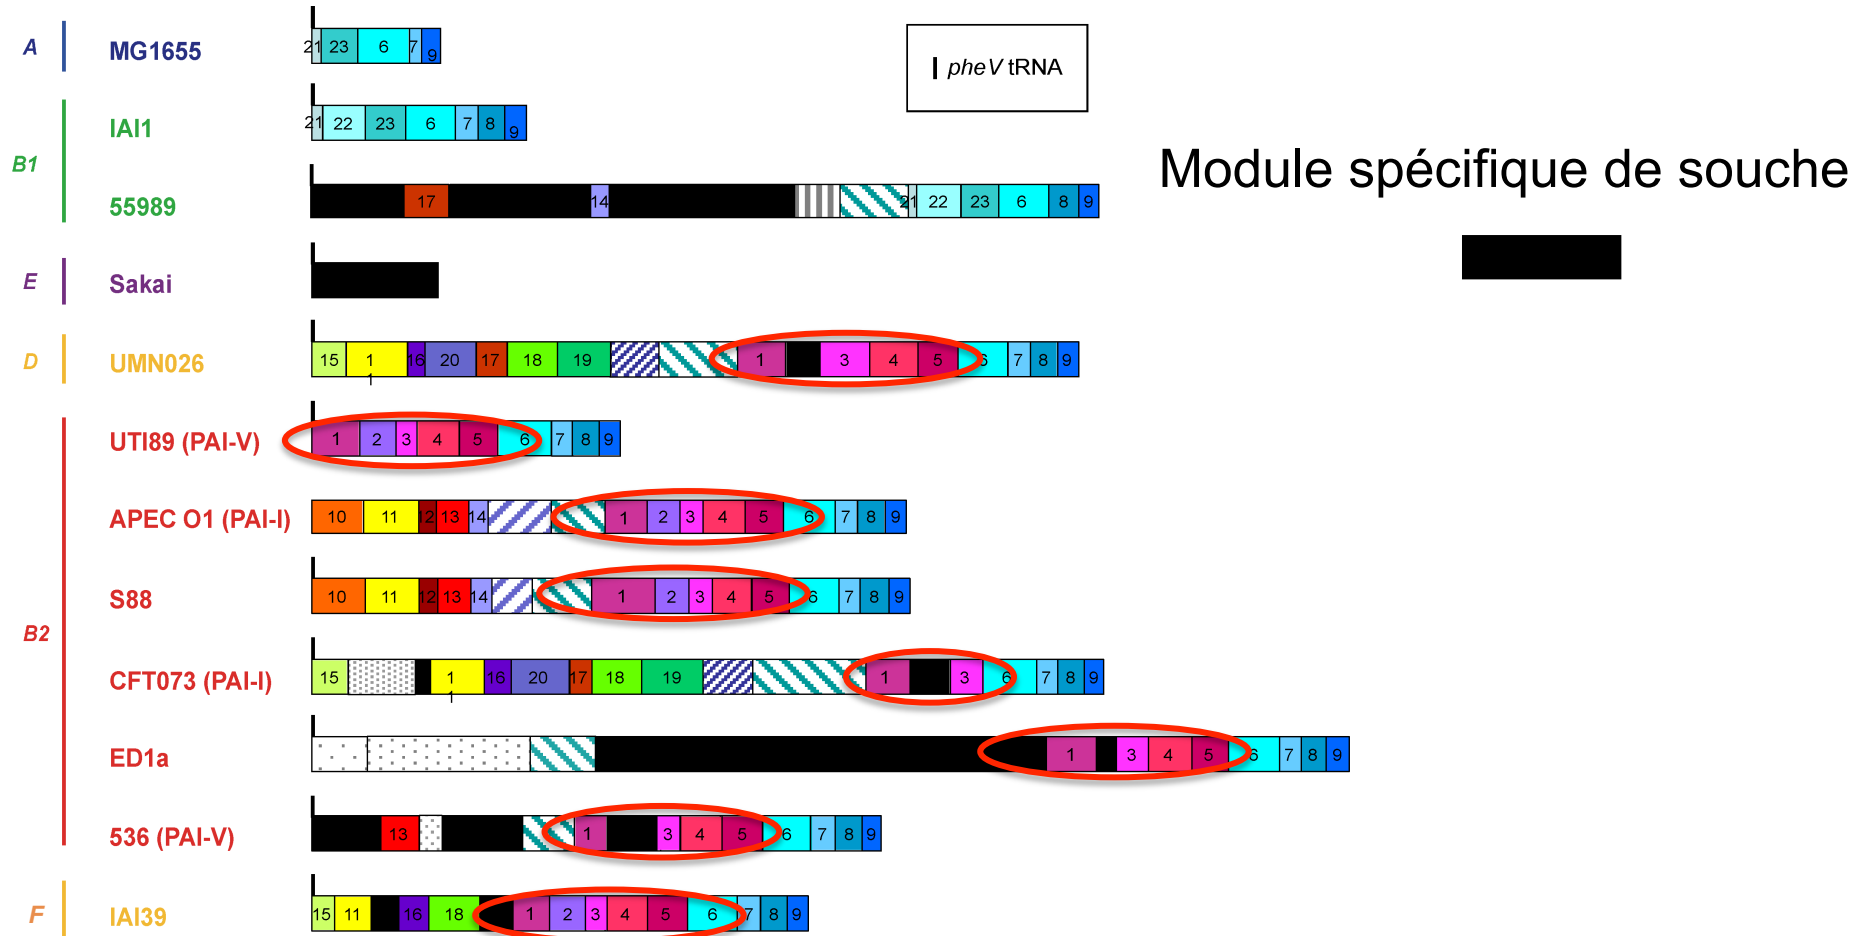 A MG1655 21 23 6 7 9
I pheV tRNA
B1
IAI1 21 22 23 6 7 8 9
Module spécifique de souche
55989 17 14 21 22 23 6 8 9
E Sakai
D UMN026 15 1 16 20 17 18 19 1 3 4 5 6 7 8 9
1
B2
UTI89 (PAI-V) 1 2 3 4 5 6 7 8 9
APEC O1 (PAI-I) 10 11 12 13 14 1 2 3 4 5 6 7 8 9
S88 10 11 12 13 14 1 2 3 4 5 6 7 8 9
CFT073 (PAI-I) 15 1 16 20 17 18 19 1 3 6 7 8 9
1
ED1a 1 3 4 5 6 7 8 9
536 (PAI-V) 13 1 3 4 5 6 7 8 9
F IAI39 15 11 16 18 1 2 3 4 5 6 7 8 9